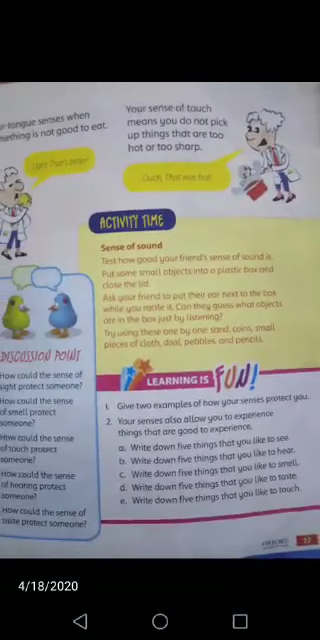 r tongue senses when
mething is not good to eat.
Your sense of touch
means you do not pick
up things that are too
hot or too sharp.
Ugh! That's bitter!
Ouch. That was hot!
ACTIVITY TIME
Sense of sound
Test how good your friend's sense of sound is.
Put some small objects into a plastic box and
close the lid.
Ask your friend to put their ear next to the box
while you rattle it. Can they guess what objects
are in the box just by listening?
Try using these one by one: sand, coins, small
pieces of cloth, daal, pebbles, and pencils.
DISCUSSION POINT
How could the sense of
sight protect someone?
How could the sense
of smell protect
someone?
How could the sense
of touch protect
someone?
How could the sense
of hearing protect
someone?
How could the sense of
taste protect someone?
LEARNING IS FUN!
1. Give two examples of how your senses protect you.
2. Your senses also allow you to experience
things that are good to experience.
a. Write down five things that you like to see.
b. Write down five things that you like to hear.
c. Write down five things that you like to smell.
d. Write down five things that you like to taste.
e. Write down five things that you like to touch.
OXFORD
4/18/2020